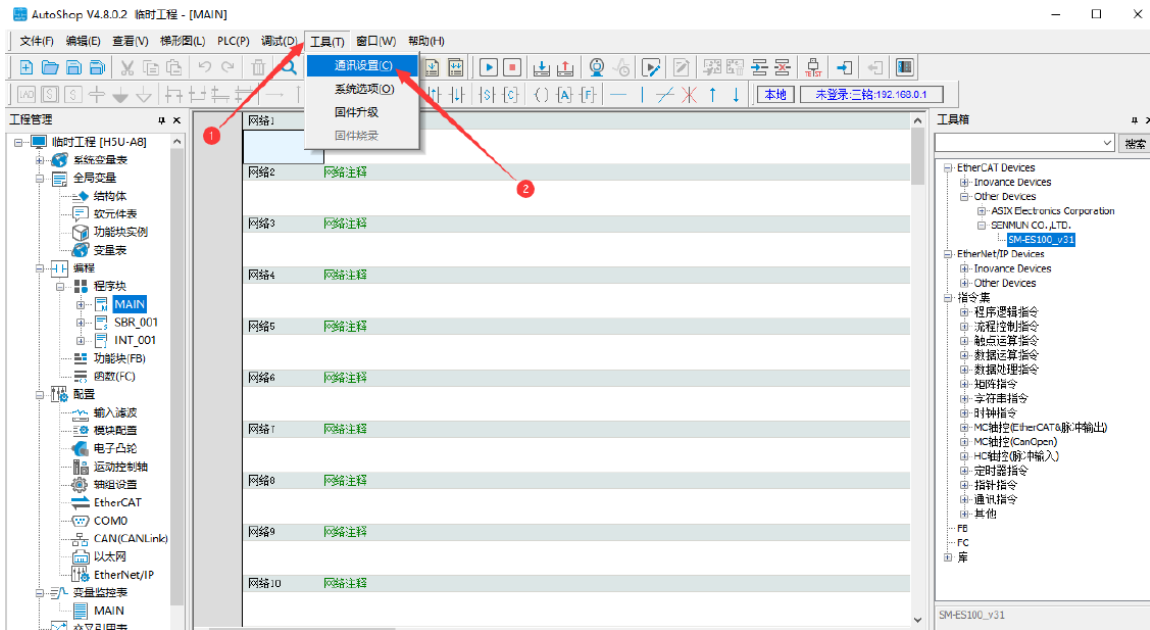 AutoShop V4.8.0.2 临时工程 - [MAIN]
文件(F) 编辑(E) 查看(V) 梯形图(L) PLC(P) 调试(D) 工具(T) 窗口(W) 帮助(H)
通讯设置(C)
系统选项(O)
固件升级
固件烧录
本地 未登录:三铭:192.168.0.1
1
2
工程管理
临时工程 [H5U-A8]
系统变量表
全局变量
结构体
软元件表
功能块实例
变量表
编程
程序块
MAIN
SBR_001
INT_001
功能块(FB)
函数(FC)
配置
输入滤波
模块配置
电子凸轮
运动控制轴
轴组设置
EtherCAT
COM0
CAN(CANLink)
以太网
EtherNet/IP
变量监控表
MAIN
交叉引用表
网络1
网络2 网络注释
网络3 网络注释
网络4 网络注释
网络5 网络注释
网络6 网络注释
网络7 网络注释
网络8 网络注释
网络9 网络注释
网络10 网络注释
工具箱
搜索
EtherCAT Devices
Inovance Devices
Other Devices
ASIX Electronics Corporation
SENMUN CO.,LTD.
SM-ES100_v31
EtherNet/IP Devices
Inovance Devices
Other Devices
指令集
程序逻辑指令
流程控制指令
触点运算指令
数据运算指令
数据处理指令
矩阵指令
字符串指令
时钟指令
MC轴控(EtherCAT&脉冲输出)
MC轴控(CanOpen)
HC轴控(脉冲输入)
定时器指令
指针指令
通讯指令
其他
FB
FC
库
SM-ES100_v31